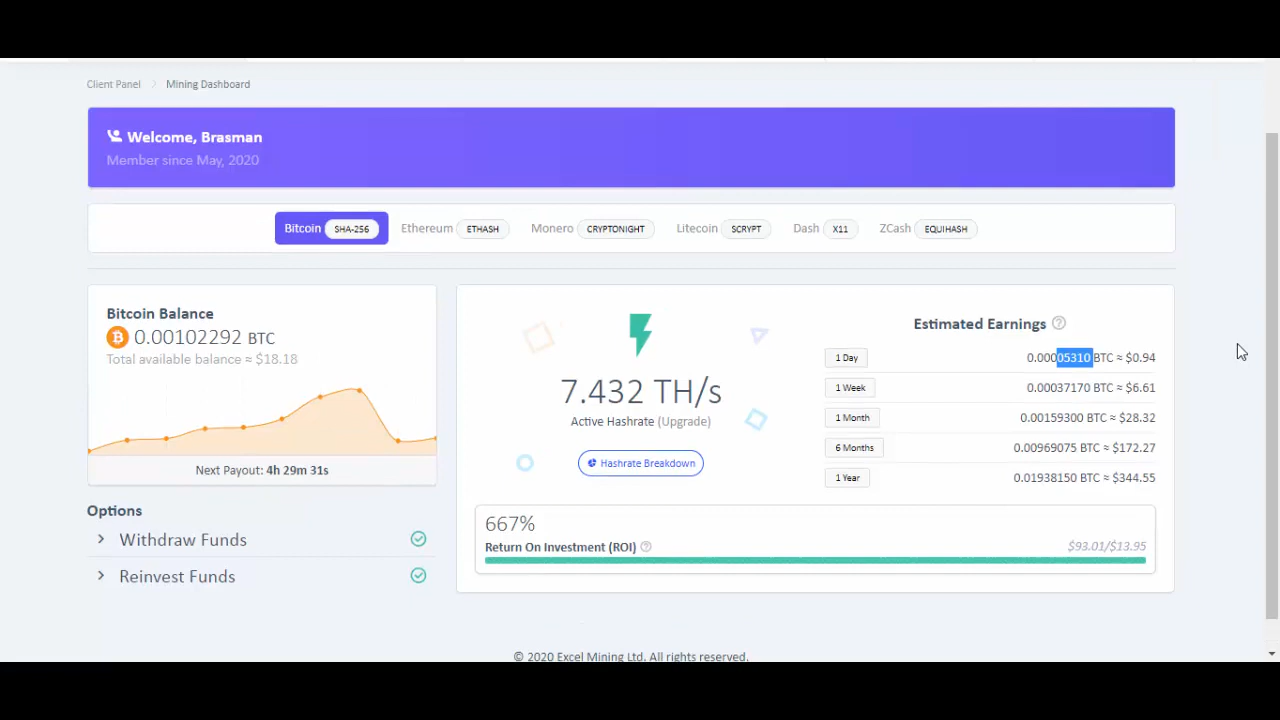 Client Panel > Mining Dashboard
Welcome, Brasman
Member since May, 2020
Bitcoin SHA-256 Ethereum ETHASH Monero CRYPTONIGHT Litecoin SCRYPT Dash X11 ZCash EQUIHASH
Bitcoin Balance
0.00102292 BTC
Total available balance ≈ $18.18
Next Payout: 4h 29m 31s
Options
Withdraw Funds
Reinvest Funds
7.432 TH/s
Active Hashrate (Upgrade)
Hashrate Breakdown
Estimated Earnings ?
1 Day 0.00005310 BTC ≈ $0.94
1 Week 0.00037170 BTC ≈ $6.61
1 Month 0.00159300 BTC ≈ $28.32
6 Months 0.00969075 BTC ≈ $172.27
1 Year 0.01938150 BTC ≈ $344.55
667%
Return On Investment (ROI) ? $93.01/$13.95
© 2020 Excel Mining Ltd. All rights reserved.